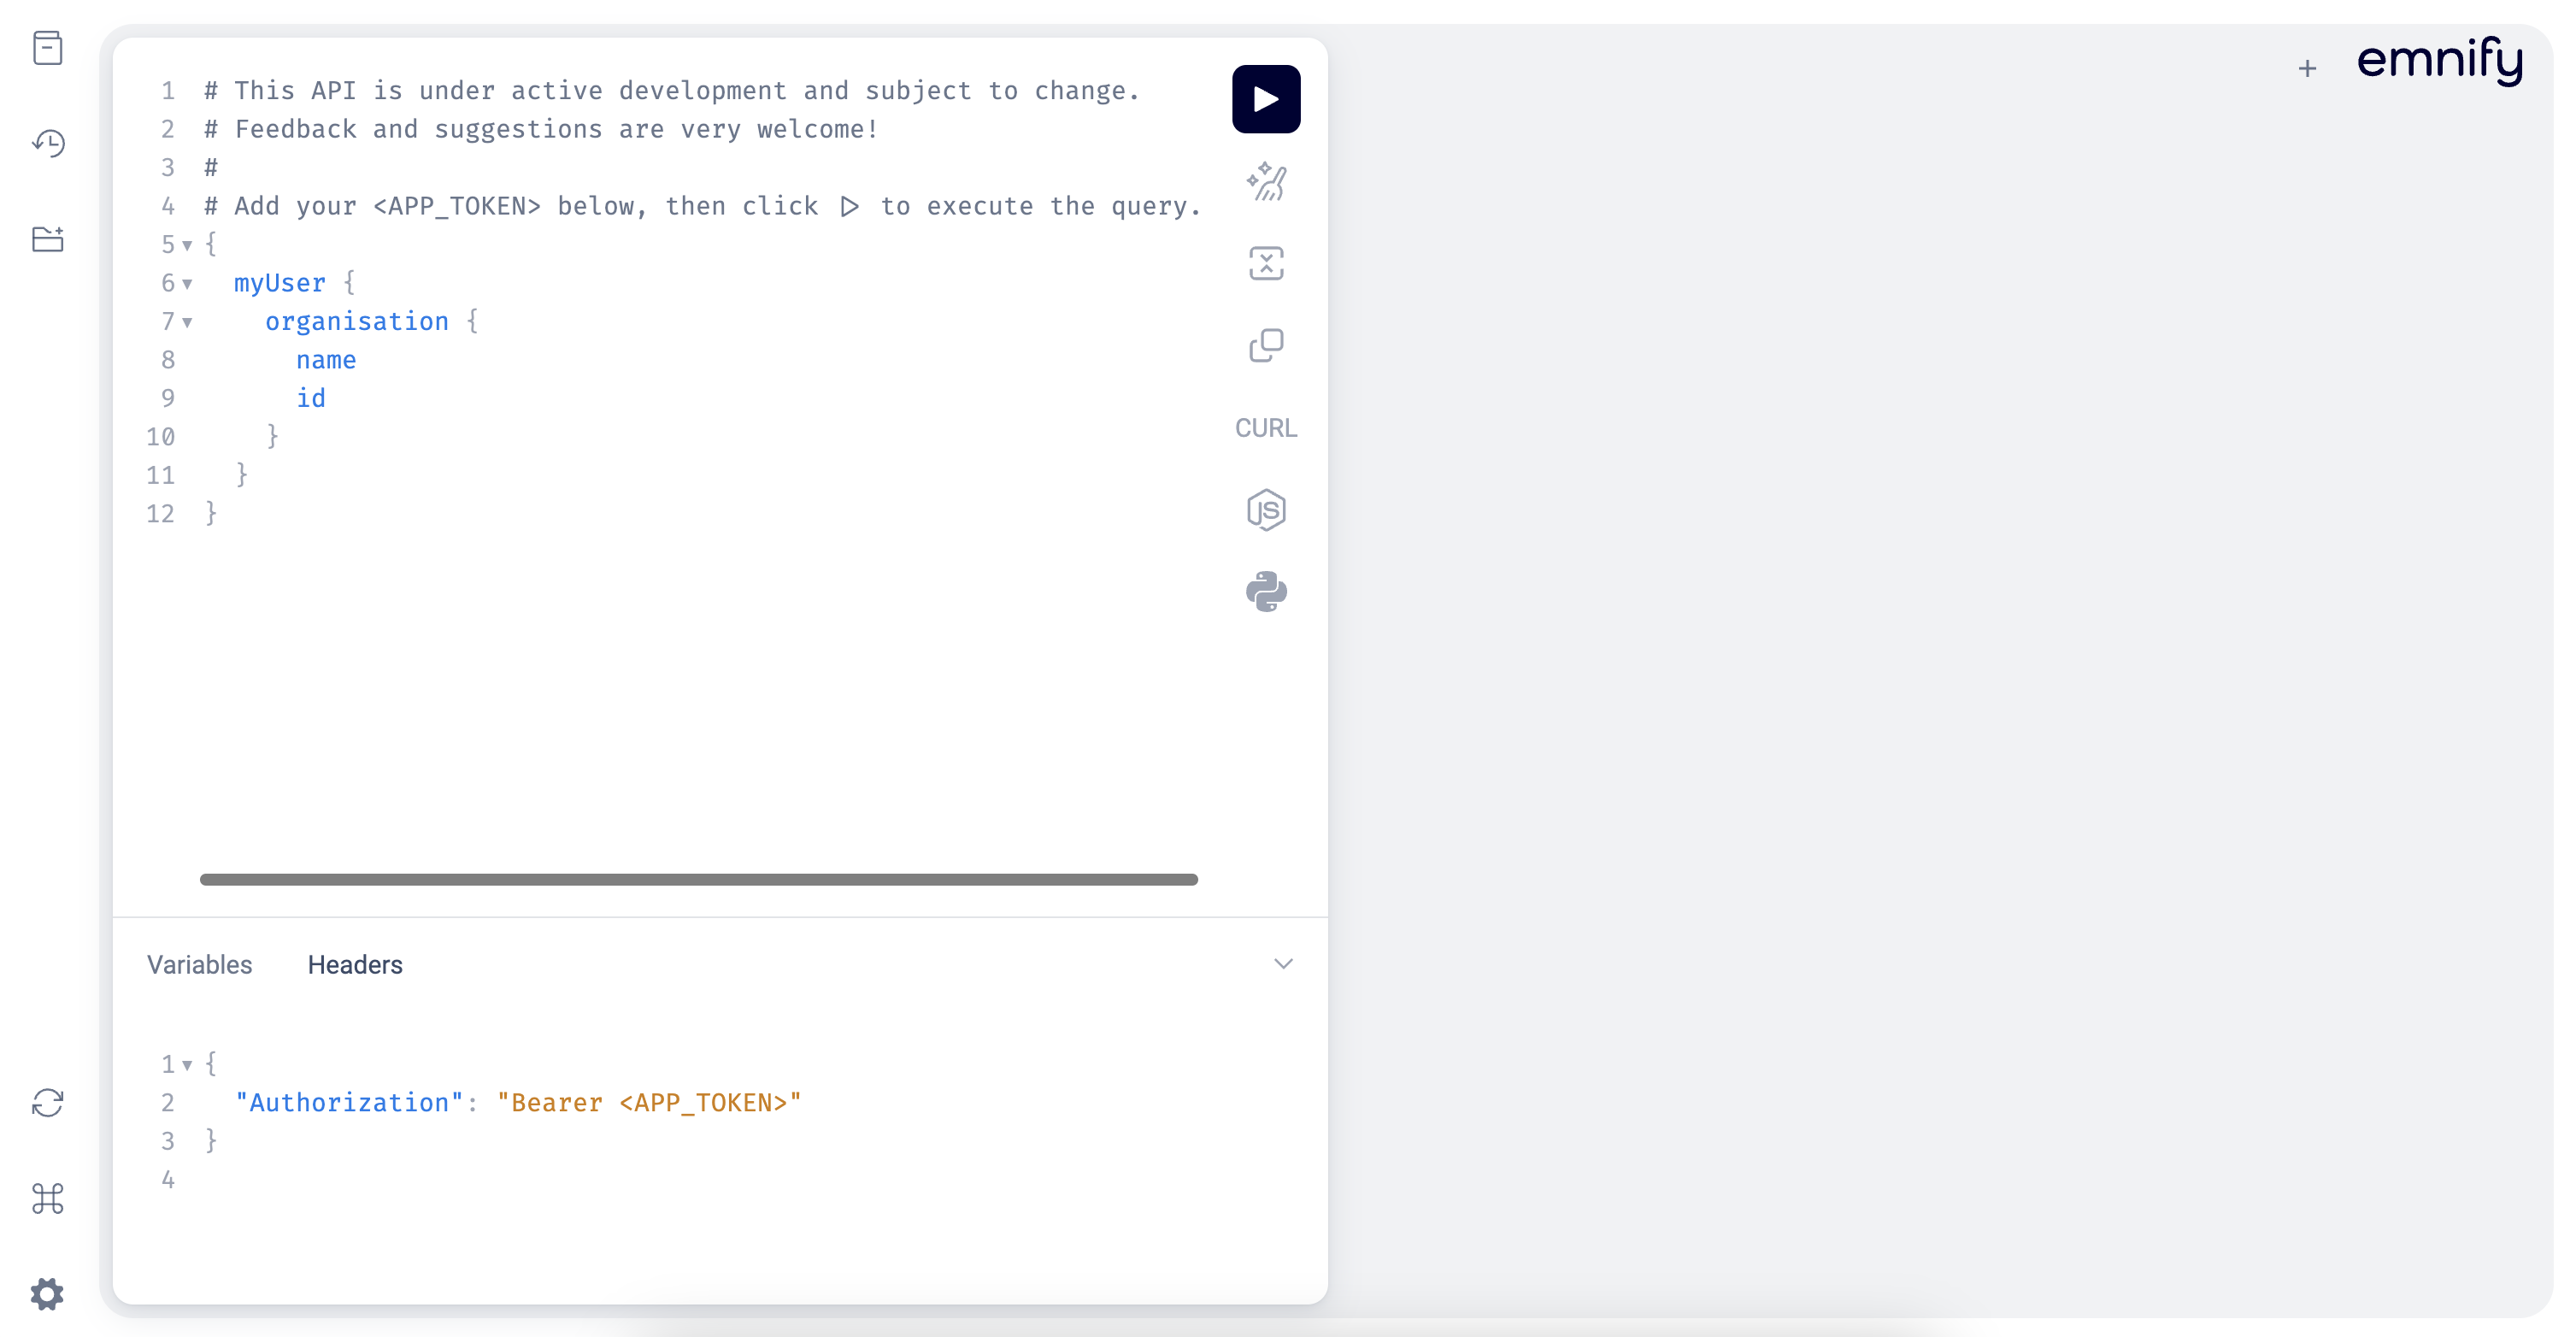 emnify
1 # This API is under active development and subject to change.
2 # Feedback and suggestions are very welcome!
3 #
4 # Add your <APP_TOKEN> below, then click ▷ to execute the query.
5 {
6 myUser {
7 organisation {
8 name
9 id
10 }
11 }
12 }
CURL
JS
Variables Headers
1 {
2 "Authorization": "Bearer <APP_TOKEN>"
3 }
4